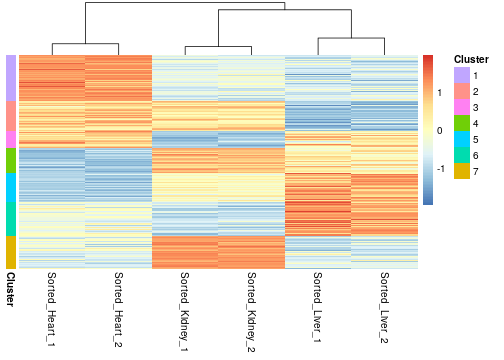 Cluster
1
2
3
4
5
6
7
1
0
-1
Cluster
Sorted_Heart_1
Sorted_Heart_2
Sorted_Kidney_1
Sorted_Kidney_2
Sorted_Liver_1
Sorted_Liver_2